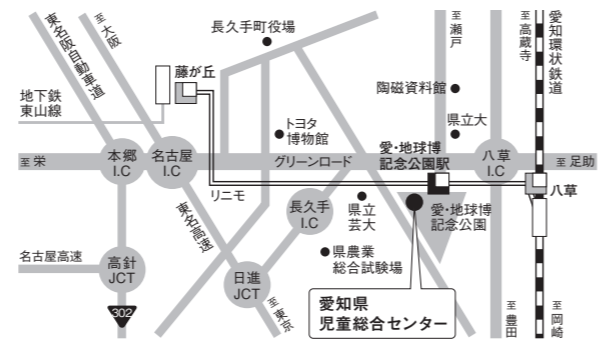 東名阪自動車道
至大阪
長久手町役場
至瀬戸
至高蔵寺
愛知環状鉄道
藤が丘
地下鉄
東山線
陶磁資料館
トヨタ
博物館
県立大
至栄
本郷
I.C
名古屋
I.C
グリーンロード
愛・地球博
記念公園駅
八草
I.C
至足助
リニモ
八草
東名高速
長久手
I.C
県立
芸大
愛・地球博
記念公園
県農業
総合試験場
名古屋高速
高針
JCT
日進
JCT
至東京
302
愛知県
児童総合センター
至豊田
至岡崎